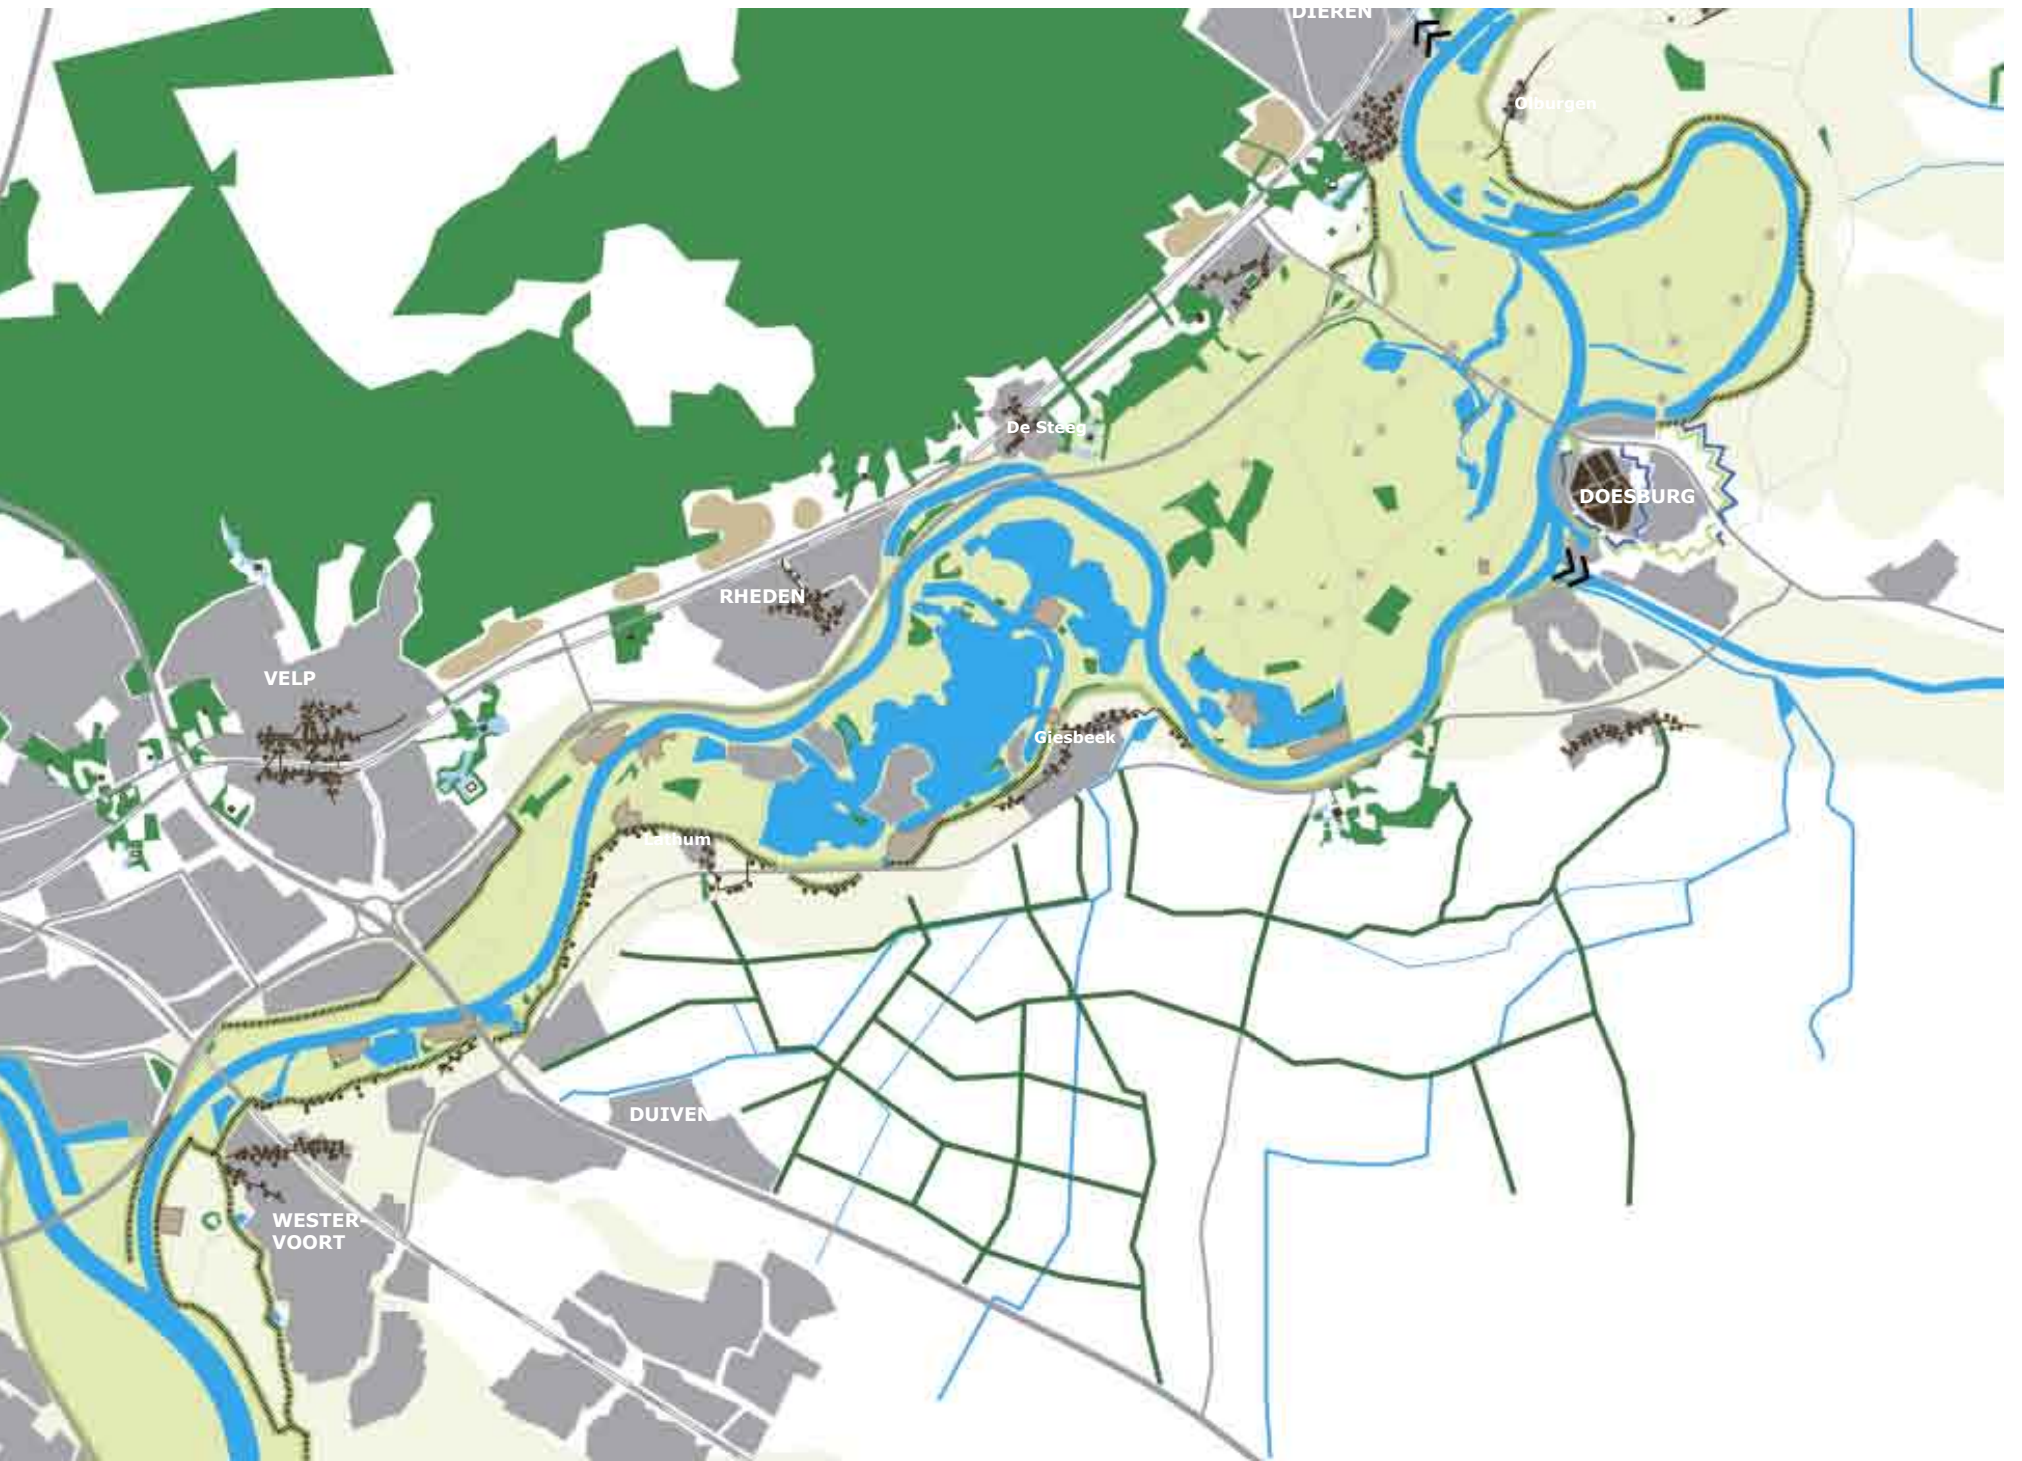 DIEREN
Olburgen
De Steeg
DOESBURG
RHEDEN
VELP
Giesbeek
Lathum
DUIVEN
WESTER-
VOORT